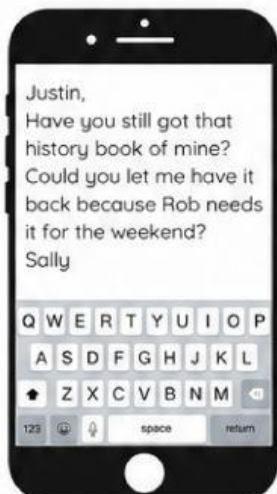 Justin,
Have you still got that
history book of mine?
Could you let me have it
back because Rob needs
it for the weekend?
Sally
Q W E R T Y U I O P
A S D F G H J K L
Z X C V B N M
123 space return